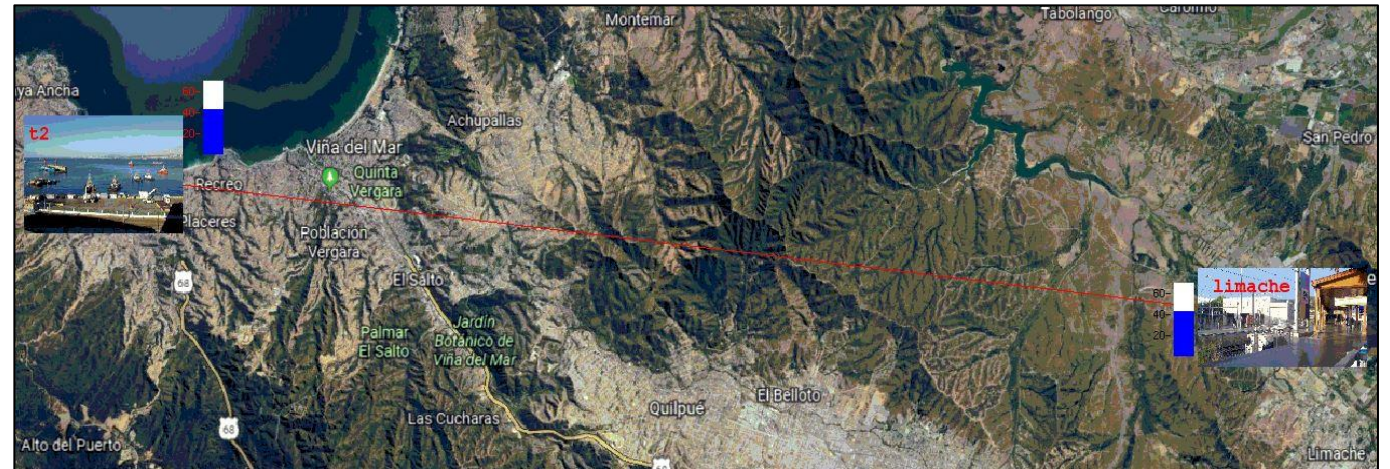 Montemar
Tabolango
ya Ancha
60-
40-
20-
t2
Achupallas
Viña del Mar
San Pedro
Quinta
Vergara
Recreo
Placeres
Población
Vergara
El Salto
68
limache
e
60-
40-
20-
Palmar
El Salto
Jardín
Botánico de
Viña del Mar
El Belloto
Quilpué
Las Cucharas
68
Alto del Puerto
Limache